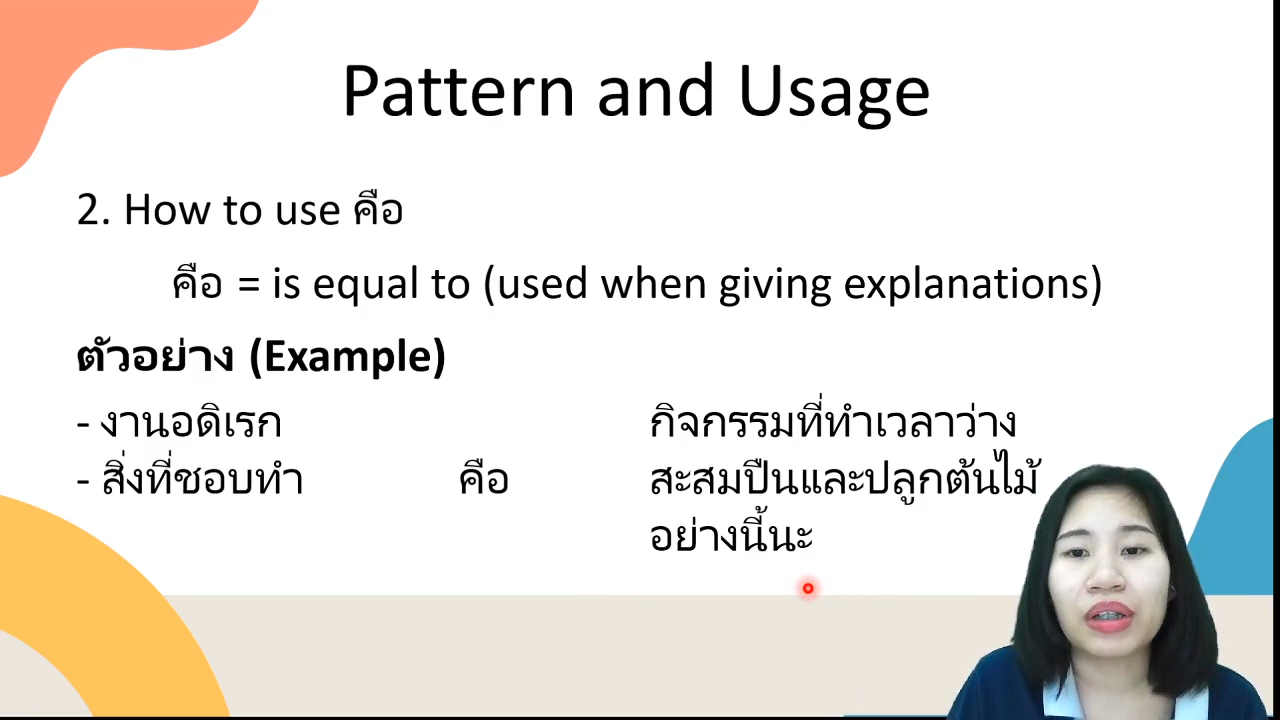 Pattern and Usage
2. How to use คือ
คือ = is equal to (used when giving explanations)
ตัวอย่าง (Example)
- งานอดิเรก กิจกรรมที่ทำเวลาว่าง
- สิ่งที่ชอบทำ คือ สะสมปืนและปลูกต้นไม้
อย่างนี้นะ